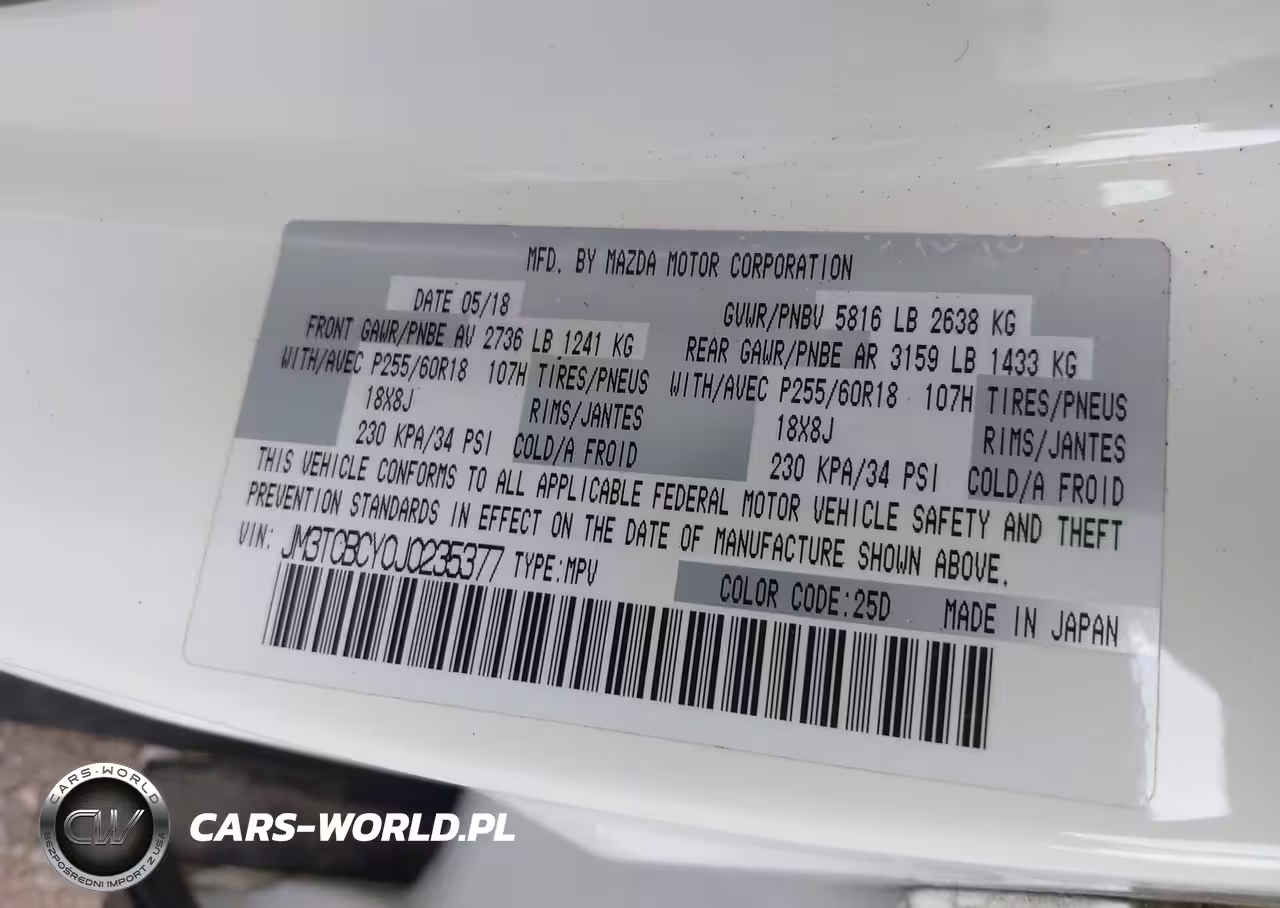 MFD. BY MAZDA MOTOR CORPORATION
DATE 05/18 GVWR/PNBV 5816 LB 2638 KG
FRONT GAWR/PNBE AV 2736 LB 1241 KG REAR GAWR/PNBE AR 3159 LB 1433 KG
WITH/AVEC P255/60R18 107H TIRES/PNEUS WITH/AVEC P255/60R18 107H TIRES/PNEUS
18X8J RIMS/JANTES 18X8J RIMS/JANTES
230 KPA/34 PSI COLD/A FROID 230 KPA/34 PSI COLD/A FROID
THIS VEHICLE CONFORMS TO ALL APPLICABLE FEDERAL MOTOR VEHICLE SAFETY AND THEFT
PREVENTION STANDARDS IN EFFECT ON THE DATE OF MANUFACTURE SHOWN ABOVE.
VIN: JM3TCBCY0J0235377 TYPE:MPV
COLOR CODE:25D MADE IN JAPAN
CARS-WORLD
CW
BEZPOŚREDNI IMPORT Z USA
CARS-WORLD.PL